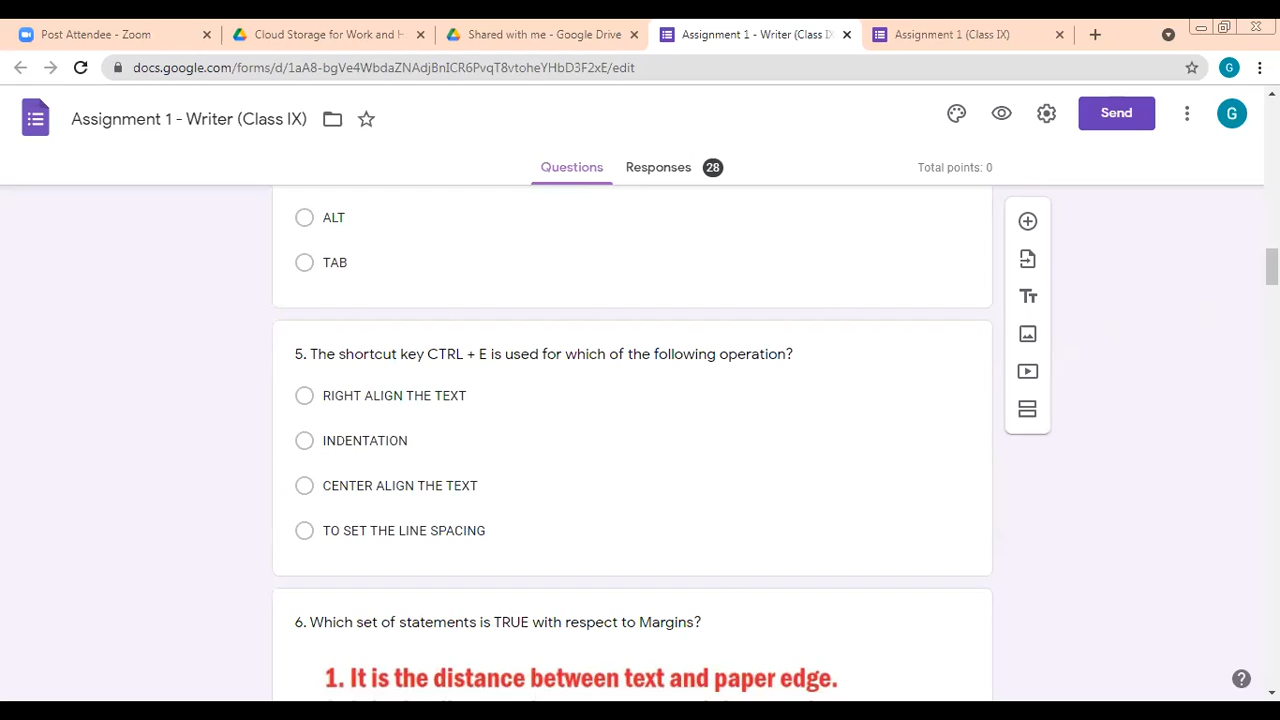 Post Attendee - Zoom
Cloud Storage for Work and H
Shared with me - Google Drive
Assignment 1 - Writer (Class IX
Assignment 1 (Class IX)
docs.google.com/forms/d/1aA8-bgVe4WbdaZNAdjBnICR6PvqT8vtoheYHbD3F2xE/edit
G
Assignment 1 - Writer (Class IX)
Send
G
Questions
Responses 28
Total points: 0
ALT
TAB
5. The shortcut key CTRL + E is used for which of the following operation?
RIGHT ALIGN THE TEXT
INDENTATION
CENTER ALIGN THE TEXT
TO SET THE LINE SPACING
6. Which set of statements is TRUE with respect to Margins?
1. It is the distance between text and paper edge.